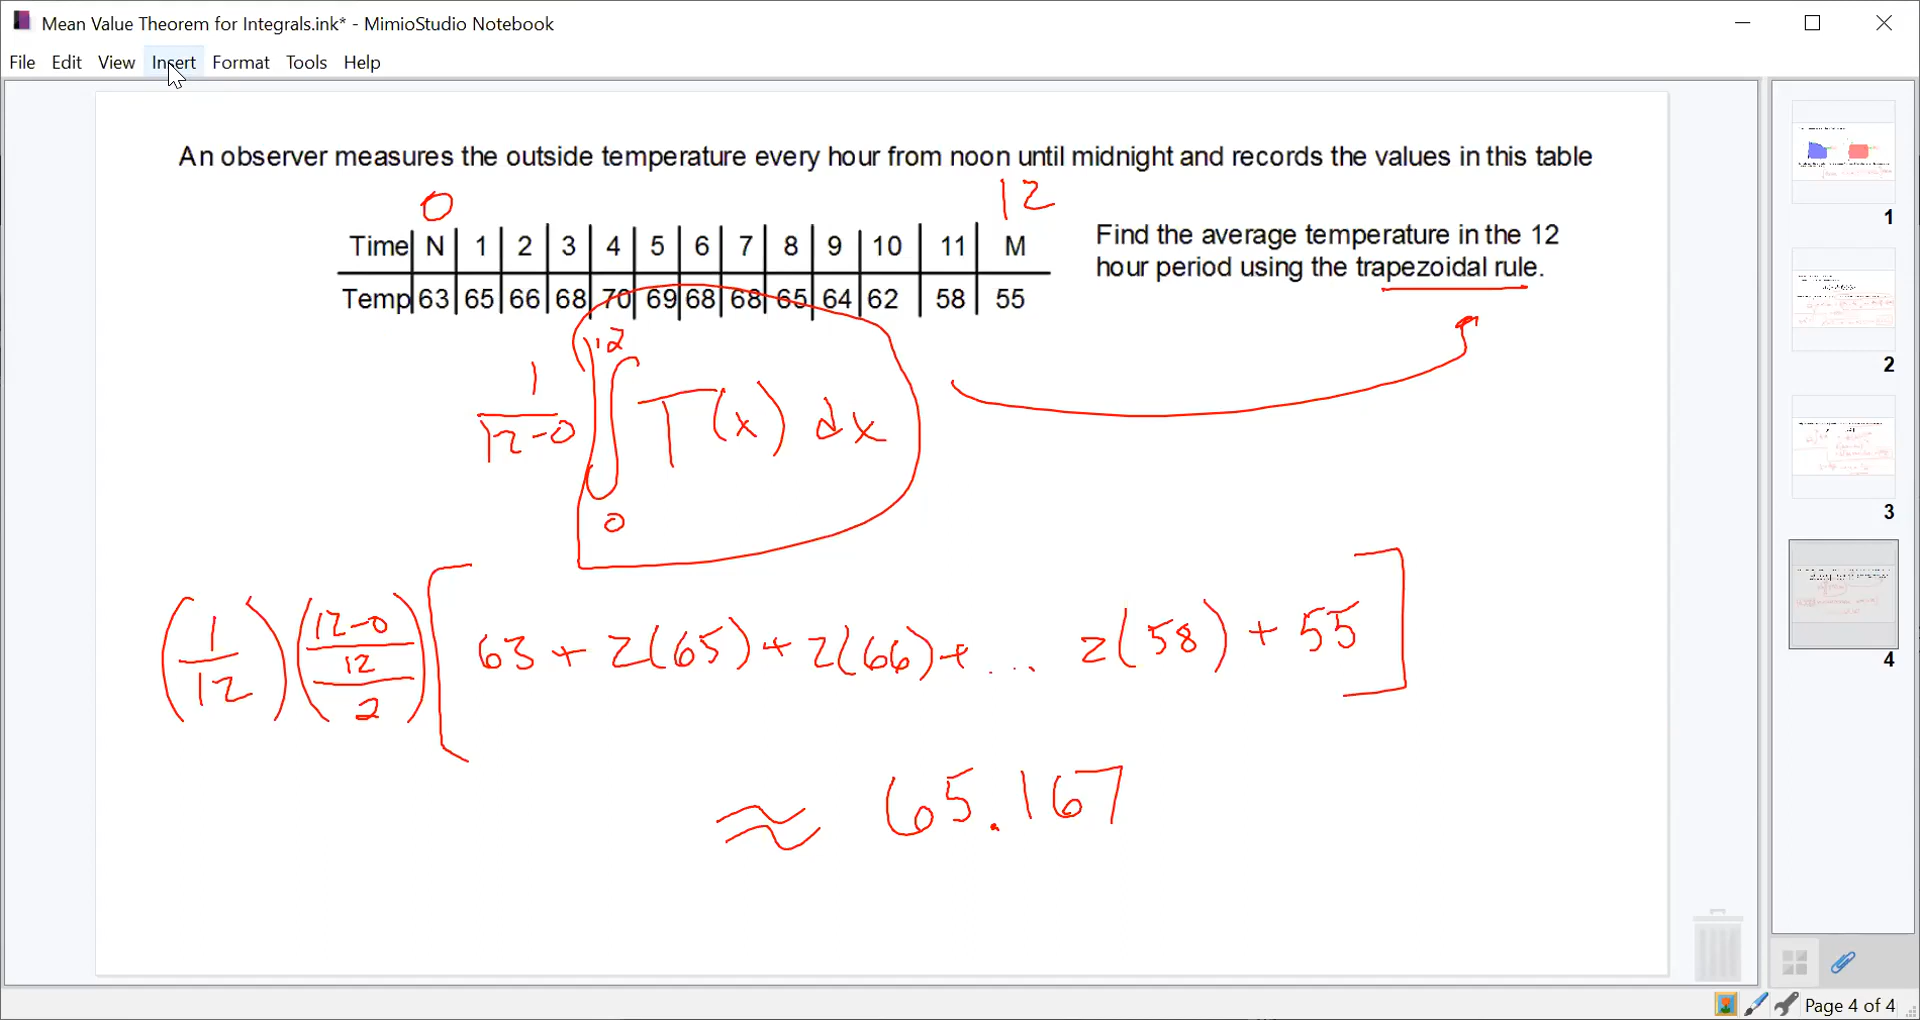 Mean Value Theorem for Integrals.ink* - MimioStudio Notebook
File Edit View Insert Format Tools Help
An observer measures the outside temperature every hour from noon until midnight and records the values in this table
0 12
Time N 1 2 3 4 5 6 7 8 9 10 11 M
Temp 63 65 66 68 70 69 68 68 65 64 62 58 55
Find the average temperature in the 12
hour period using the trapezoidal rule.
1/(12-0) ∫₀¹² T(x) dx
(1/12) (((12-0)/12)/2) [63 + 2(65) + 2(66) + ... 2(58) + 55]
≈ 65.167
1
2
3
4
Page 4 of 4